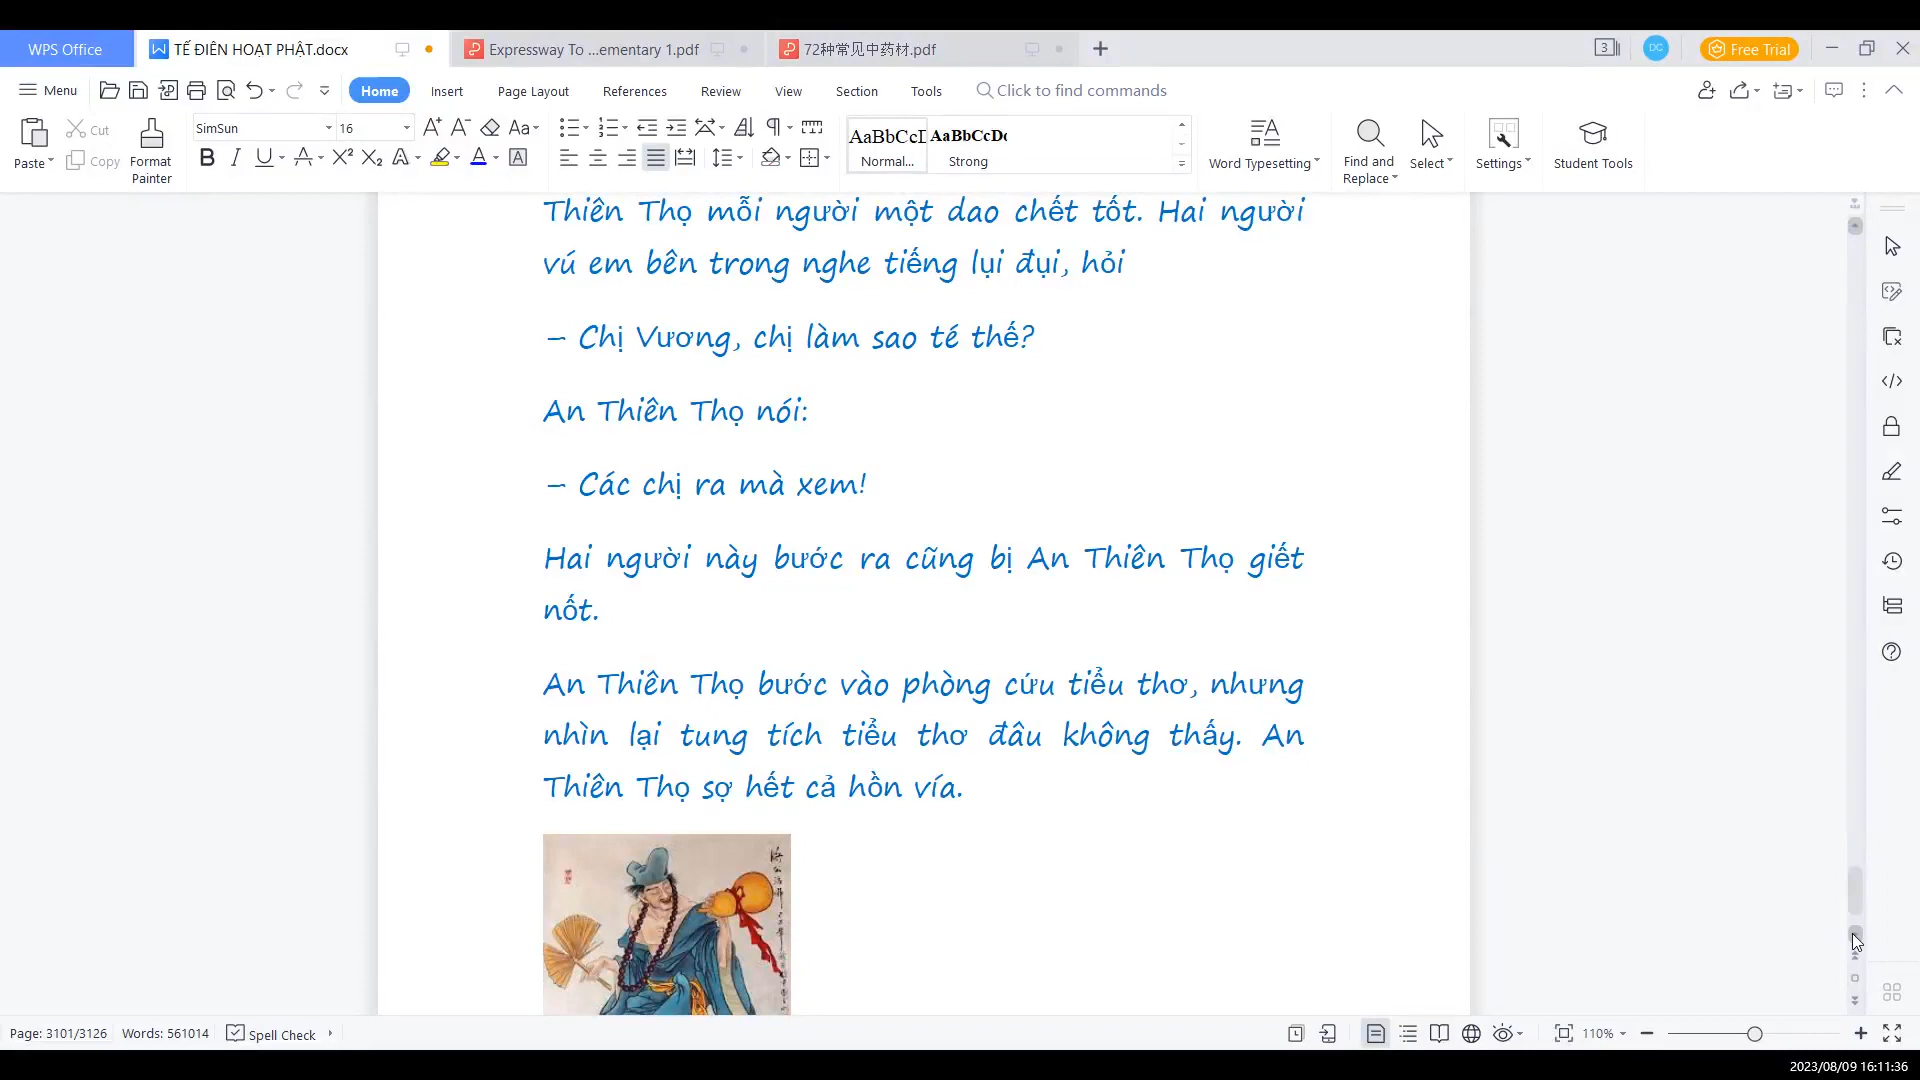 WPS Office
TẾ ĐIÊN HOẠT PHẬT.docx
Expressway To ...ementary 1.pdf
72种常见中药材.pdf
3
DC
Free Trial
Menu
Home
Insert
Page Layout
References
Review
View
Section
Tools
Click to find commands
Paste
Cut
Copy
Format Painter
SimSun
16
AaBbCcD
Normal...
AaBbCcDc
Strong
Word Typesetting
Find and Replace
Select
Settings
Student Tools
Thiên Thọ mỗi người một dao chết tốt. Hai người
vú em bên trong nghe tiếng lụi đụi, hỏi
– Chị Vương, chị làm sao té thế?
An Thiên Thọ nói:
– Các chị ra mà xem!
Hai người này bước ra cũng bị An Thiên Thọ giết
nốt.
An Thiên Thọ bước vào phòng cứu tiểu thơ, nhưng
nhìn lại tung tích tiểu thơ đâu không thấy. An
Thiên Thọ sợ hết cả hồn vía.
Page: 3101/3126
Words: 561014
Spell Check
110%
2023/08/09 16:11:36